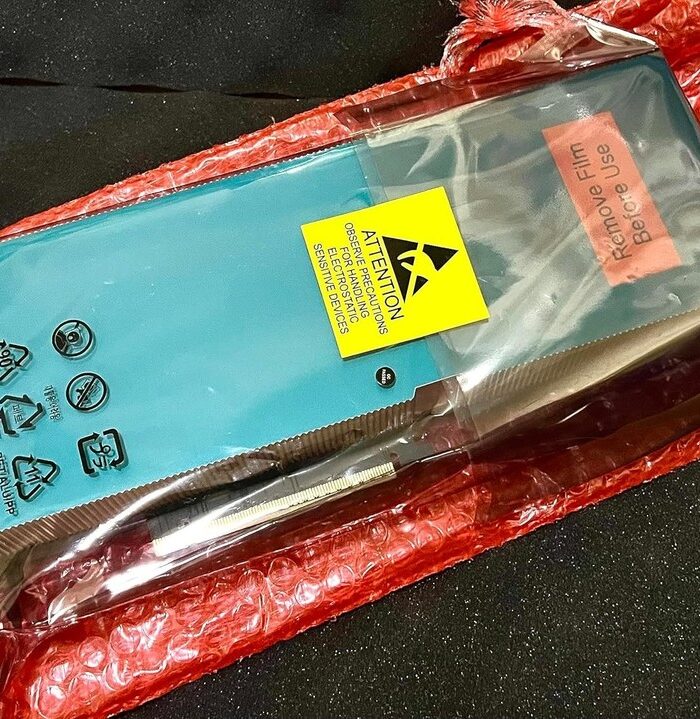 Remove Film
Before Use
ATTENTION
OBSERVE PRECAUTIONS
FOR HANDLING
ELECTROSTATIC
SENSITIVE DEVICES